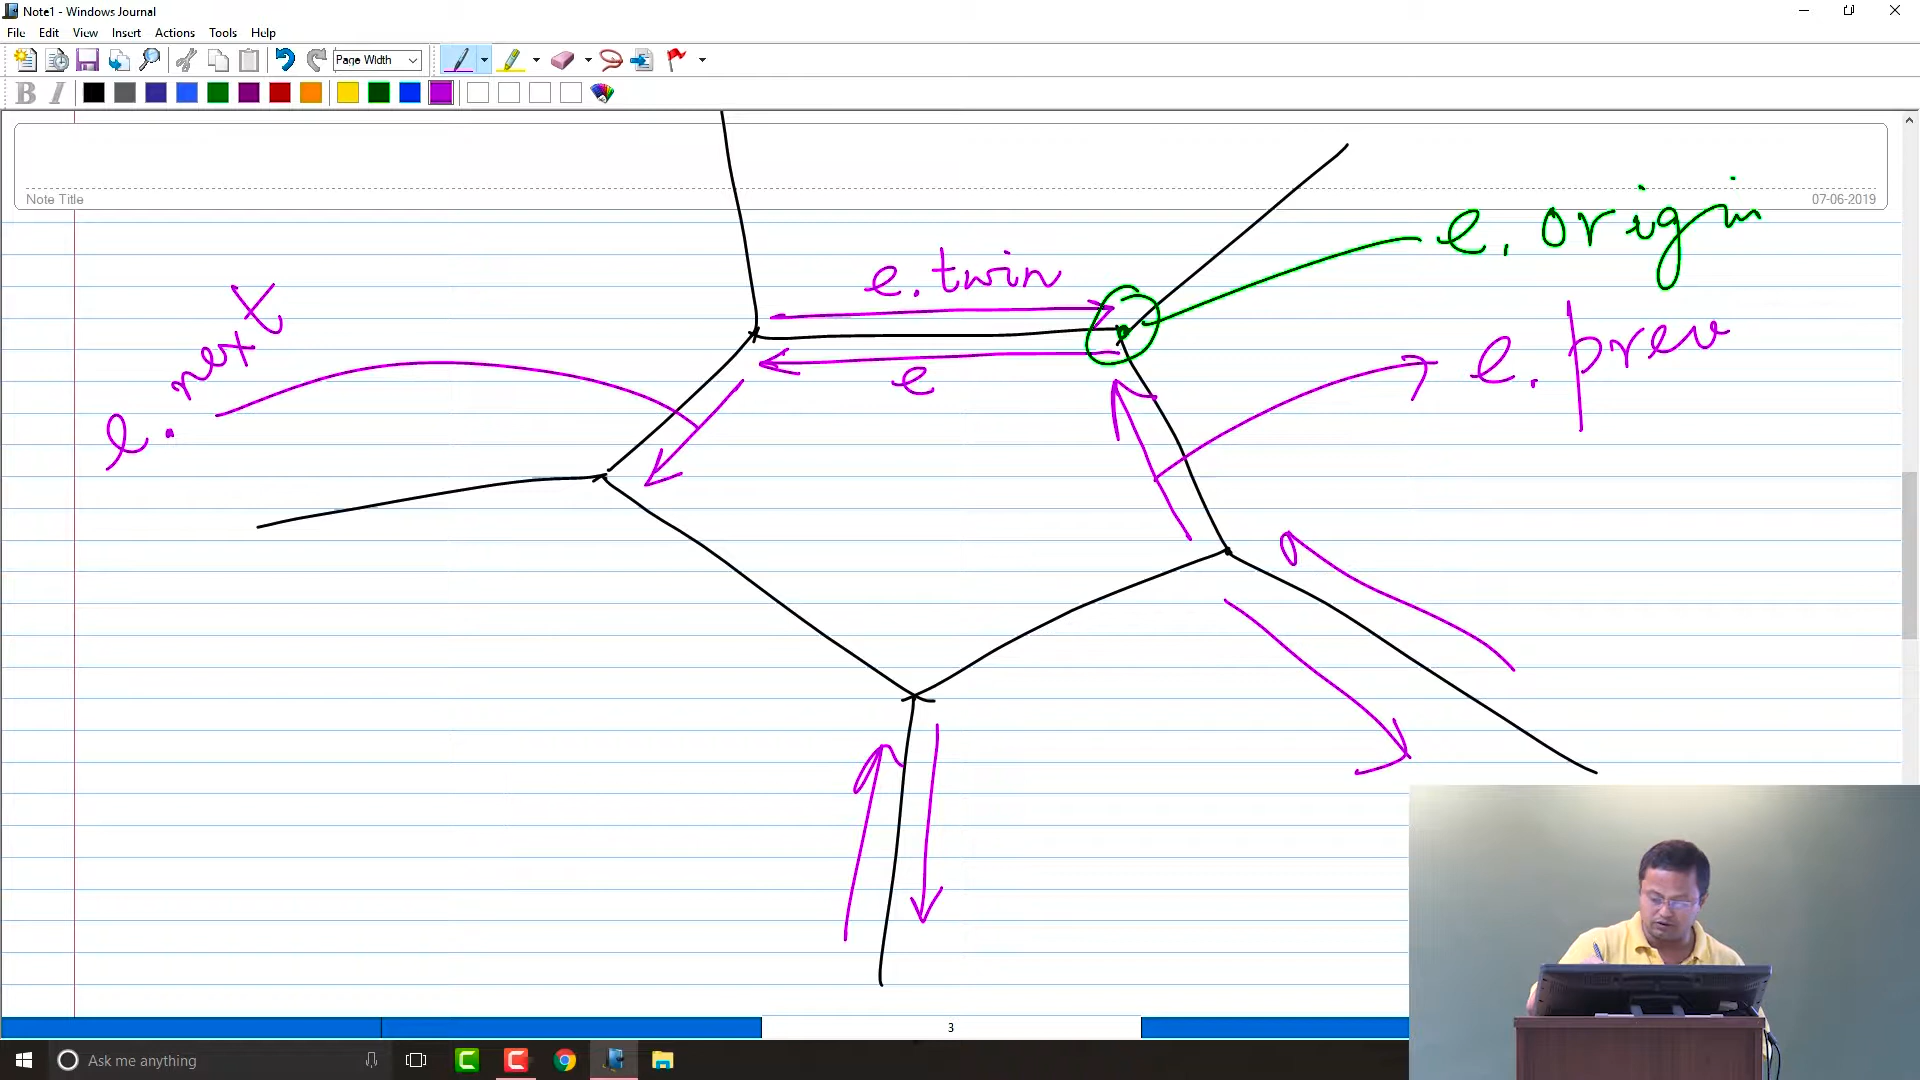 Note1 - Windows Journal
File Edit View Insert Actions Tools Help
Page Width
B I
Note Title
07-06-2019
e. origin
e. twin
e. next
e. prev
e
3
Ask me anything